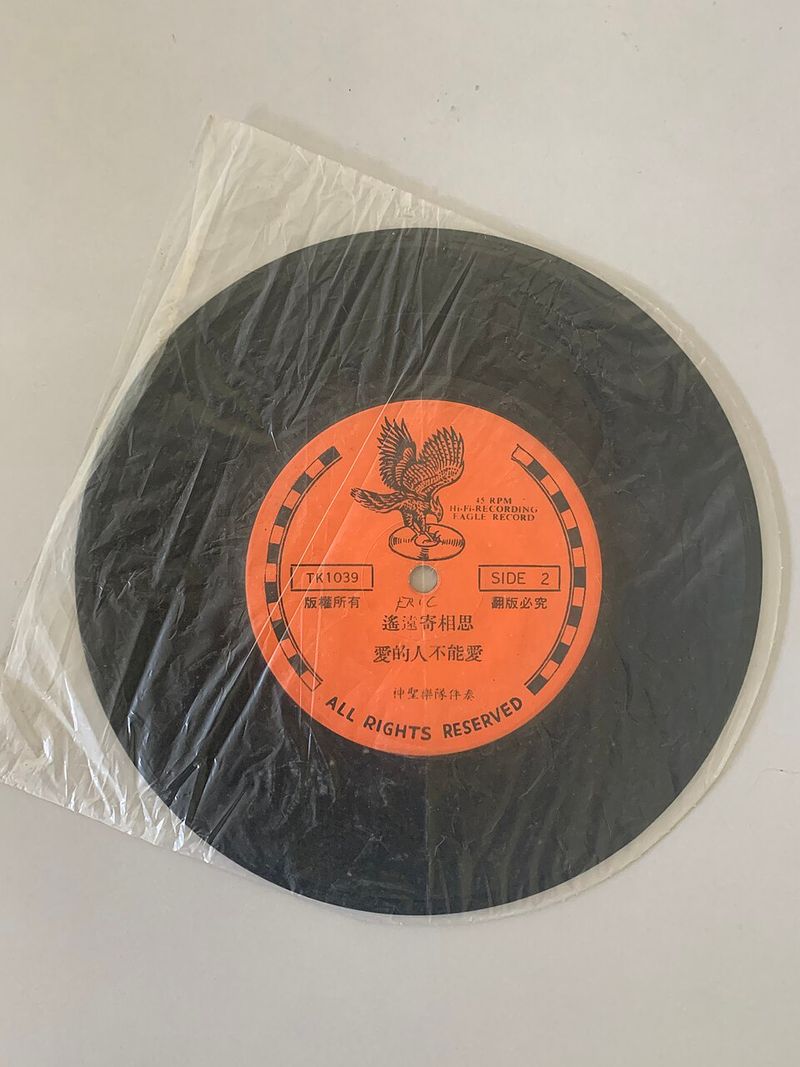 45 RPM
Hi-Fi-RECORDING
EAGLE RECORD
TK1039
SIDE 2
版權所有
翻版必究
ERIC
遙遠寄相思
愛的人不能愛
神聖樂隊伴奏
ALL RIGHTS RESERVED